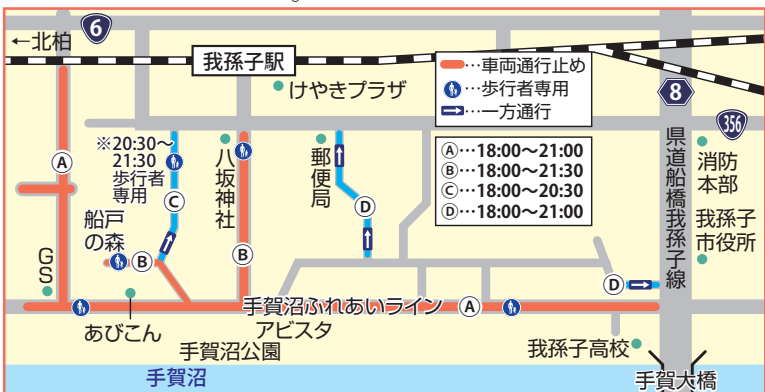 6
←北柏
我孫子駅
けやきプラザ
…車両通行止め
…歩行者専用
…一方通行
8
356
Ⓐ…18:00〜21:00
Ⓑ…18:00〜21:30
Ⓒ…18:00〜20:30
Ⓓ…18:00〜21:00
※20:30〜
21:30
歩行者
専用
Ⓐ
Ⓒ
八坂神社
郵便局
県道船橋我孫子線
消防
本部
我孫子
市役所
船戸
の森
Ⓑ
Ⓑ
Ⓓ
Ⓓ
GS
手賀沼ふれあいライン
Ⓐ
あびこん
アビスタ
手賀沼公園
我孫子高校
手賀沼
手賀大橋